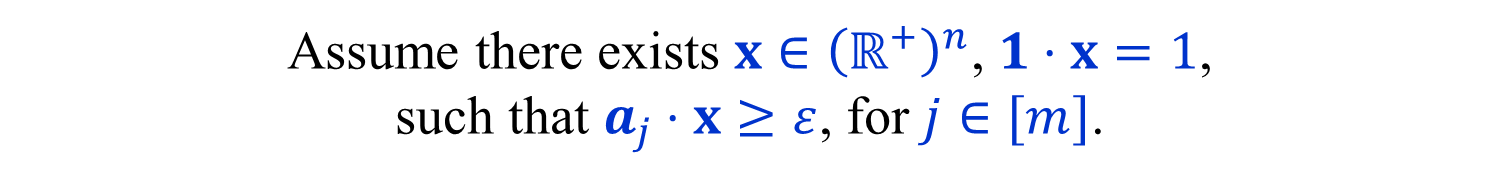 Assume there exists 𝐱 ∈ (ℝ⁺)ⁿ, 𝟏 · 𝐱 = 1,
such that 𝒂ⱼ · 𝐱 ≥ ε, for j ∈ [m].